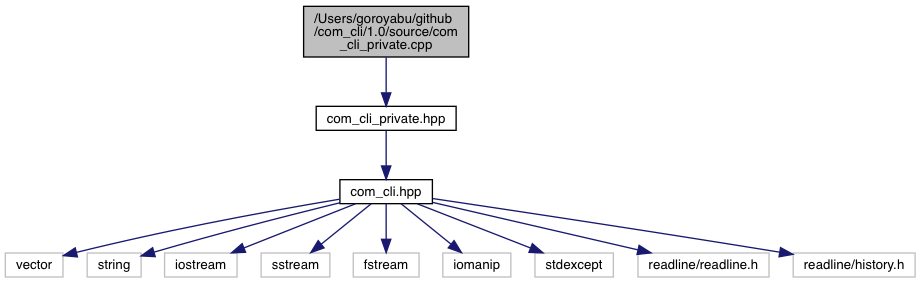 /Users/goroyabu/github
/com_cli/1.0/source/com
_cli_private.cpp
com_cli_private.hpp
com_cli.hpp
vector
string
iostream
sstream
fstream
iomanip
stdexcept
readline/readline.h
readline/history.h